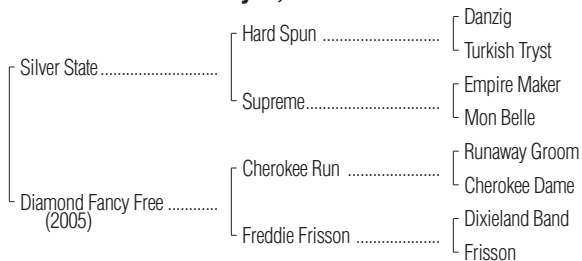 Danzig
Hard Spun ..............................
Turkish Tryst
Silver State..............................
Empire Maker
Supreme..................................
Mon Belle
Runaway Groom
Cherokee Run .........................
Cherokee Dame
Diamond Fancy Free .............
(2005)
Dixieland Band
Freddie Frisson .....................
Frisson